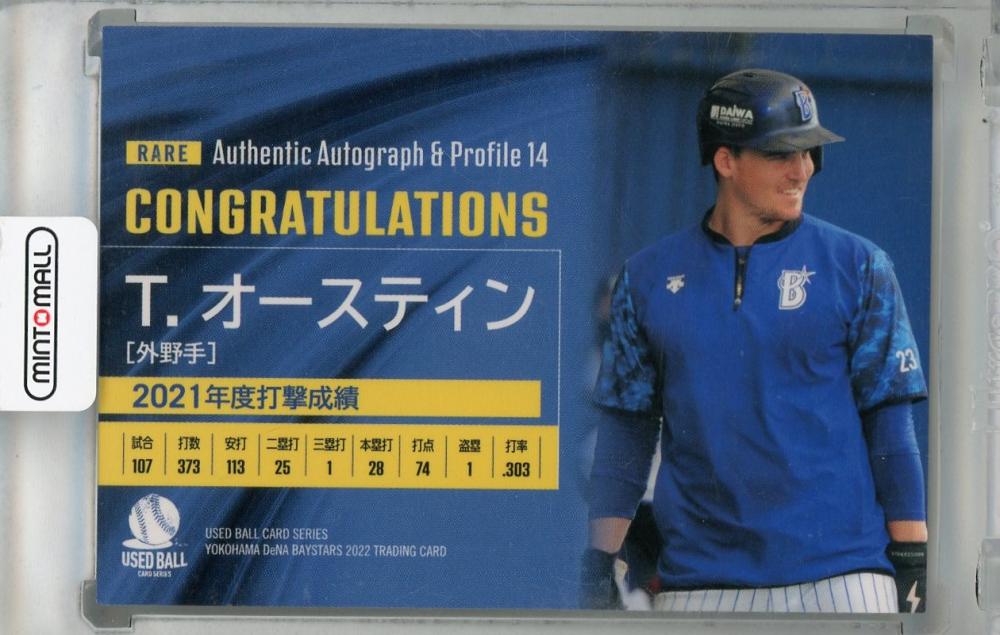 RARE Authentic Autograph & Profile 14
CONGRATULATIONS
T. オースティン
[外野手]
2021年度打撃成績
試合 打数 安打 二塁打 三塁打 本塁打 打点 盗塁 打率
107 373 113 25 1 28 74 1 .303
USED BALL
CARD SERIES
USED BALL CARD SERIES
YOKOHAMA DeNA BAYSTARS 2022 TRADING CARD
MINT MALL
DAIWA
B
23